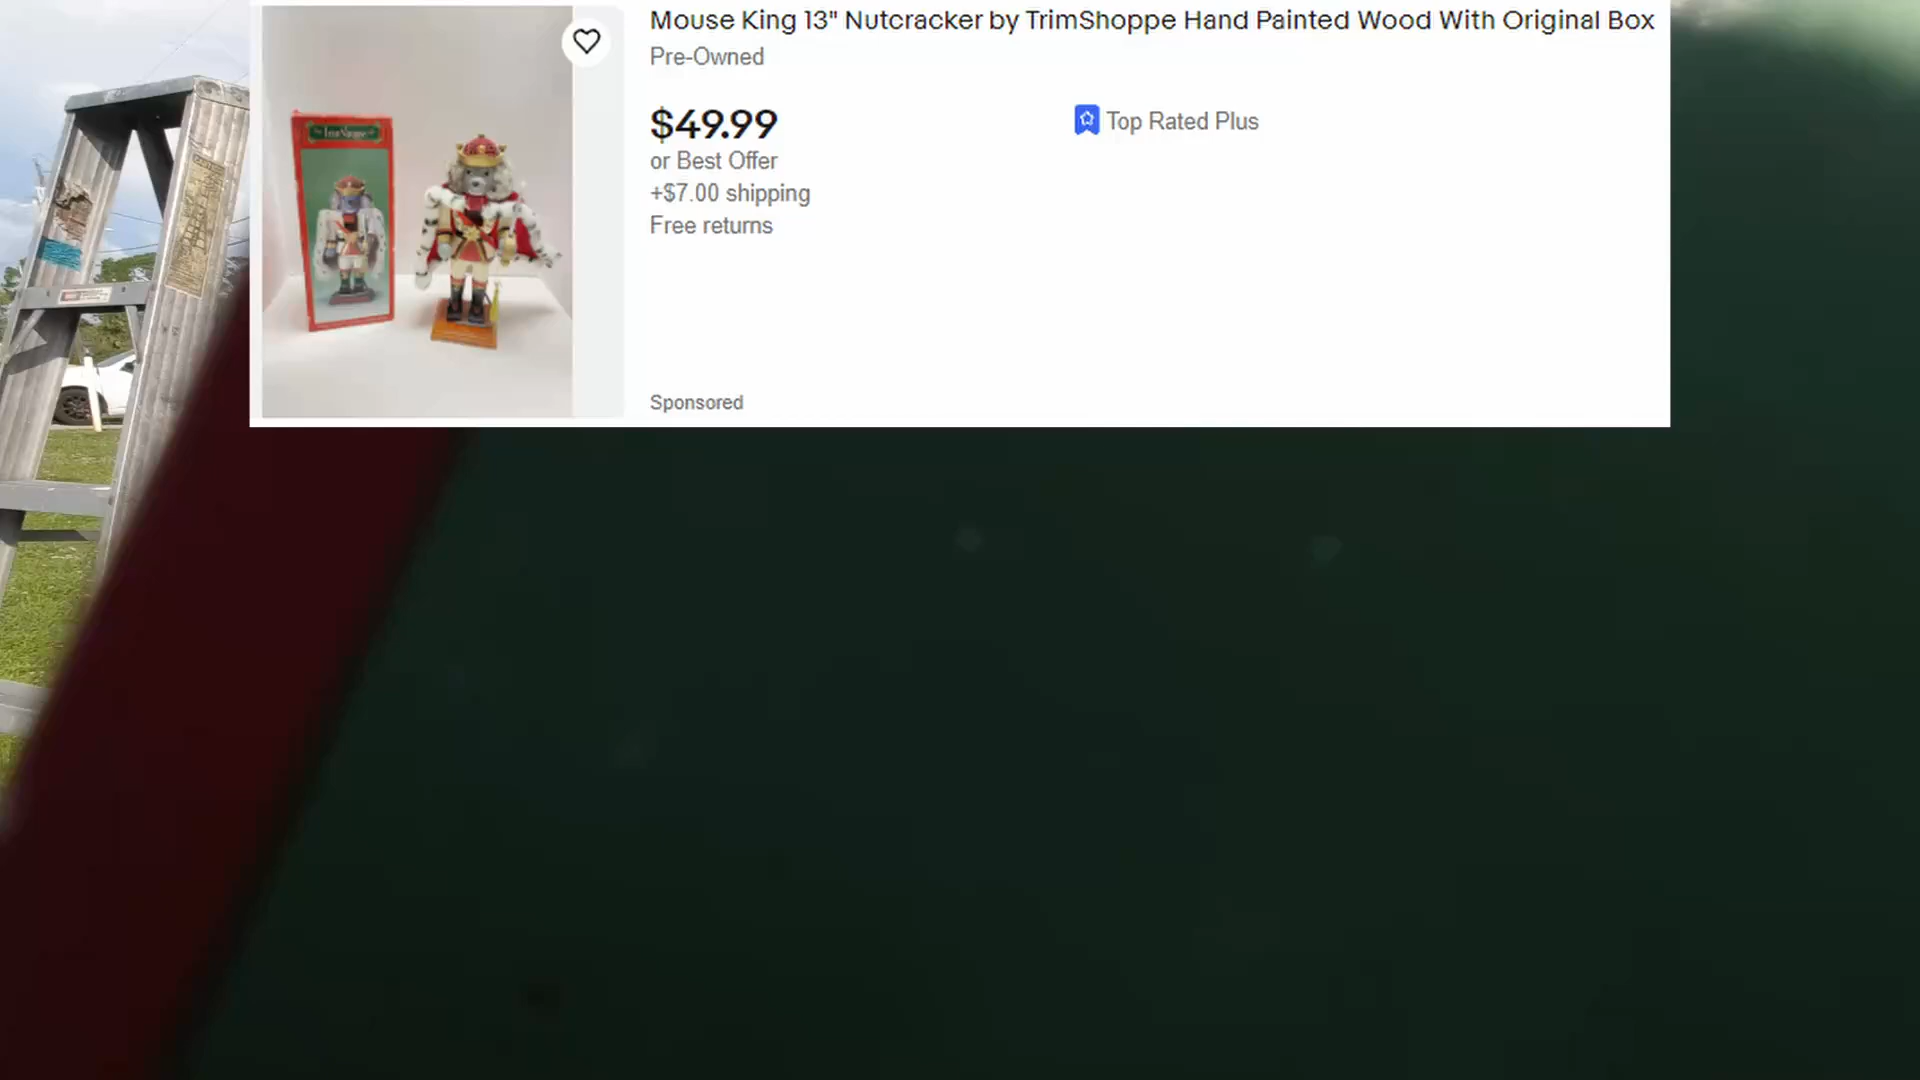 Mouse King 13" Nutcracker by TrimShoppe Hand Painted Wood With Original Box
Pre-Owned
$49.99
Top Rated Plus
or Best Offer
+$7.00 shipping
Free returns
Sponsored